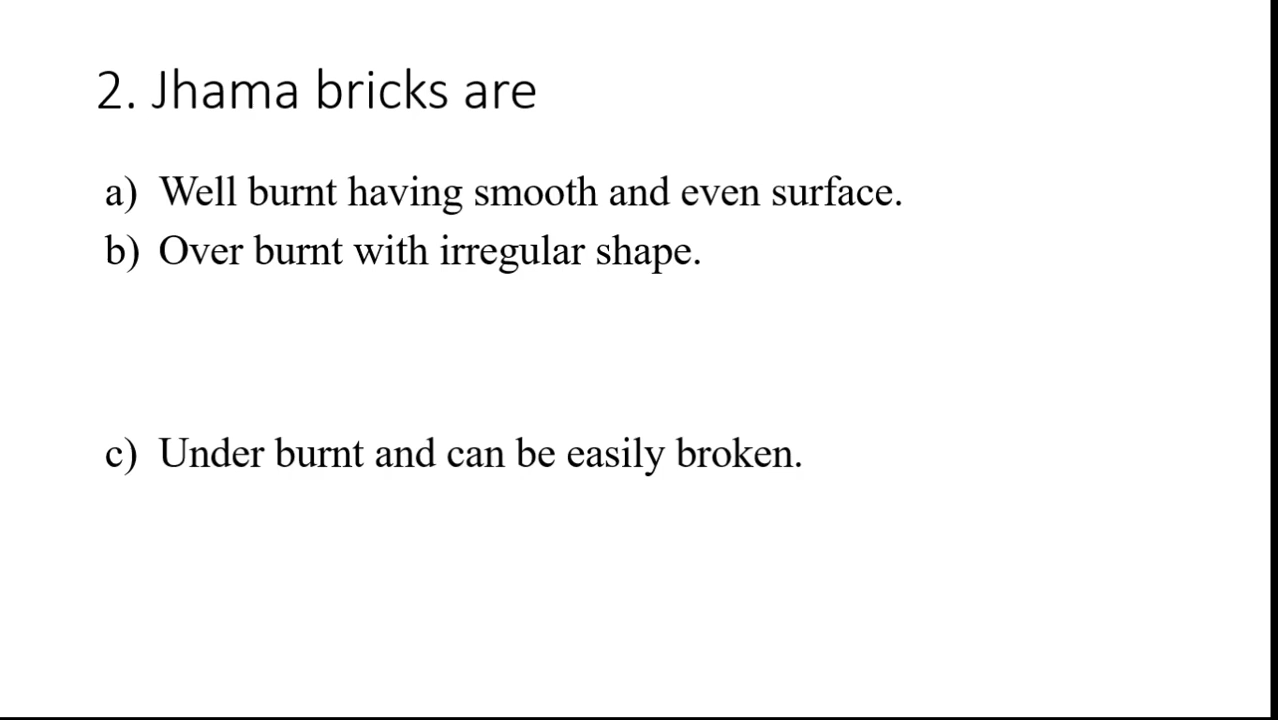 2. Jhama bricks are
a) Well burnt having smooth and even surface.
b) Over burnt with irregular shape.
c) Under burnt and can be easily broken.